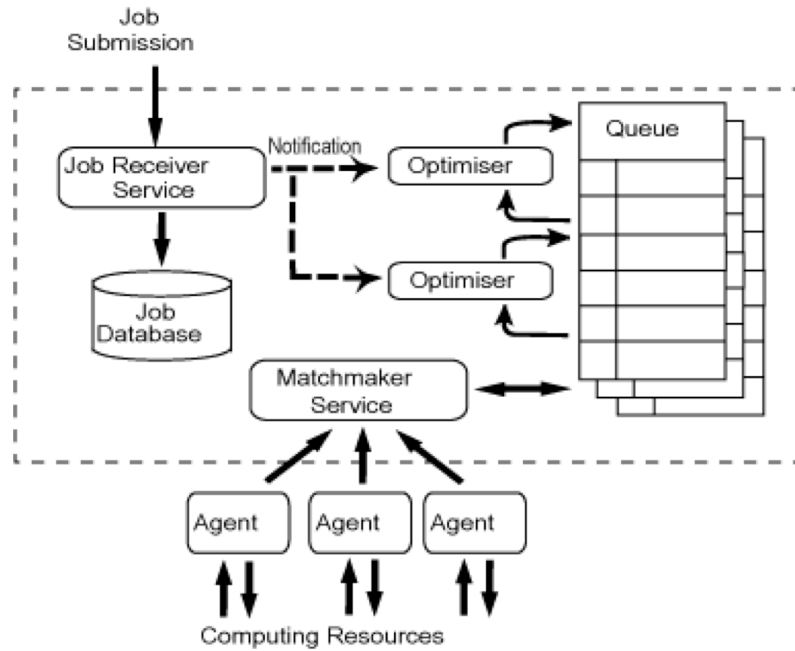 Job
Submission
Job Receiver
Service
Notification
Optimiser
Queue
Optimiser
Job
Database
Matchmaker
Service
Agent
Agent
Agent
Computing Resources